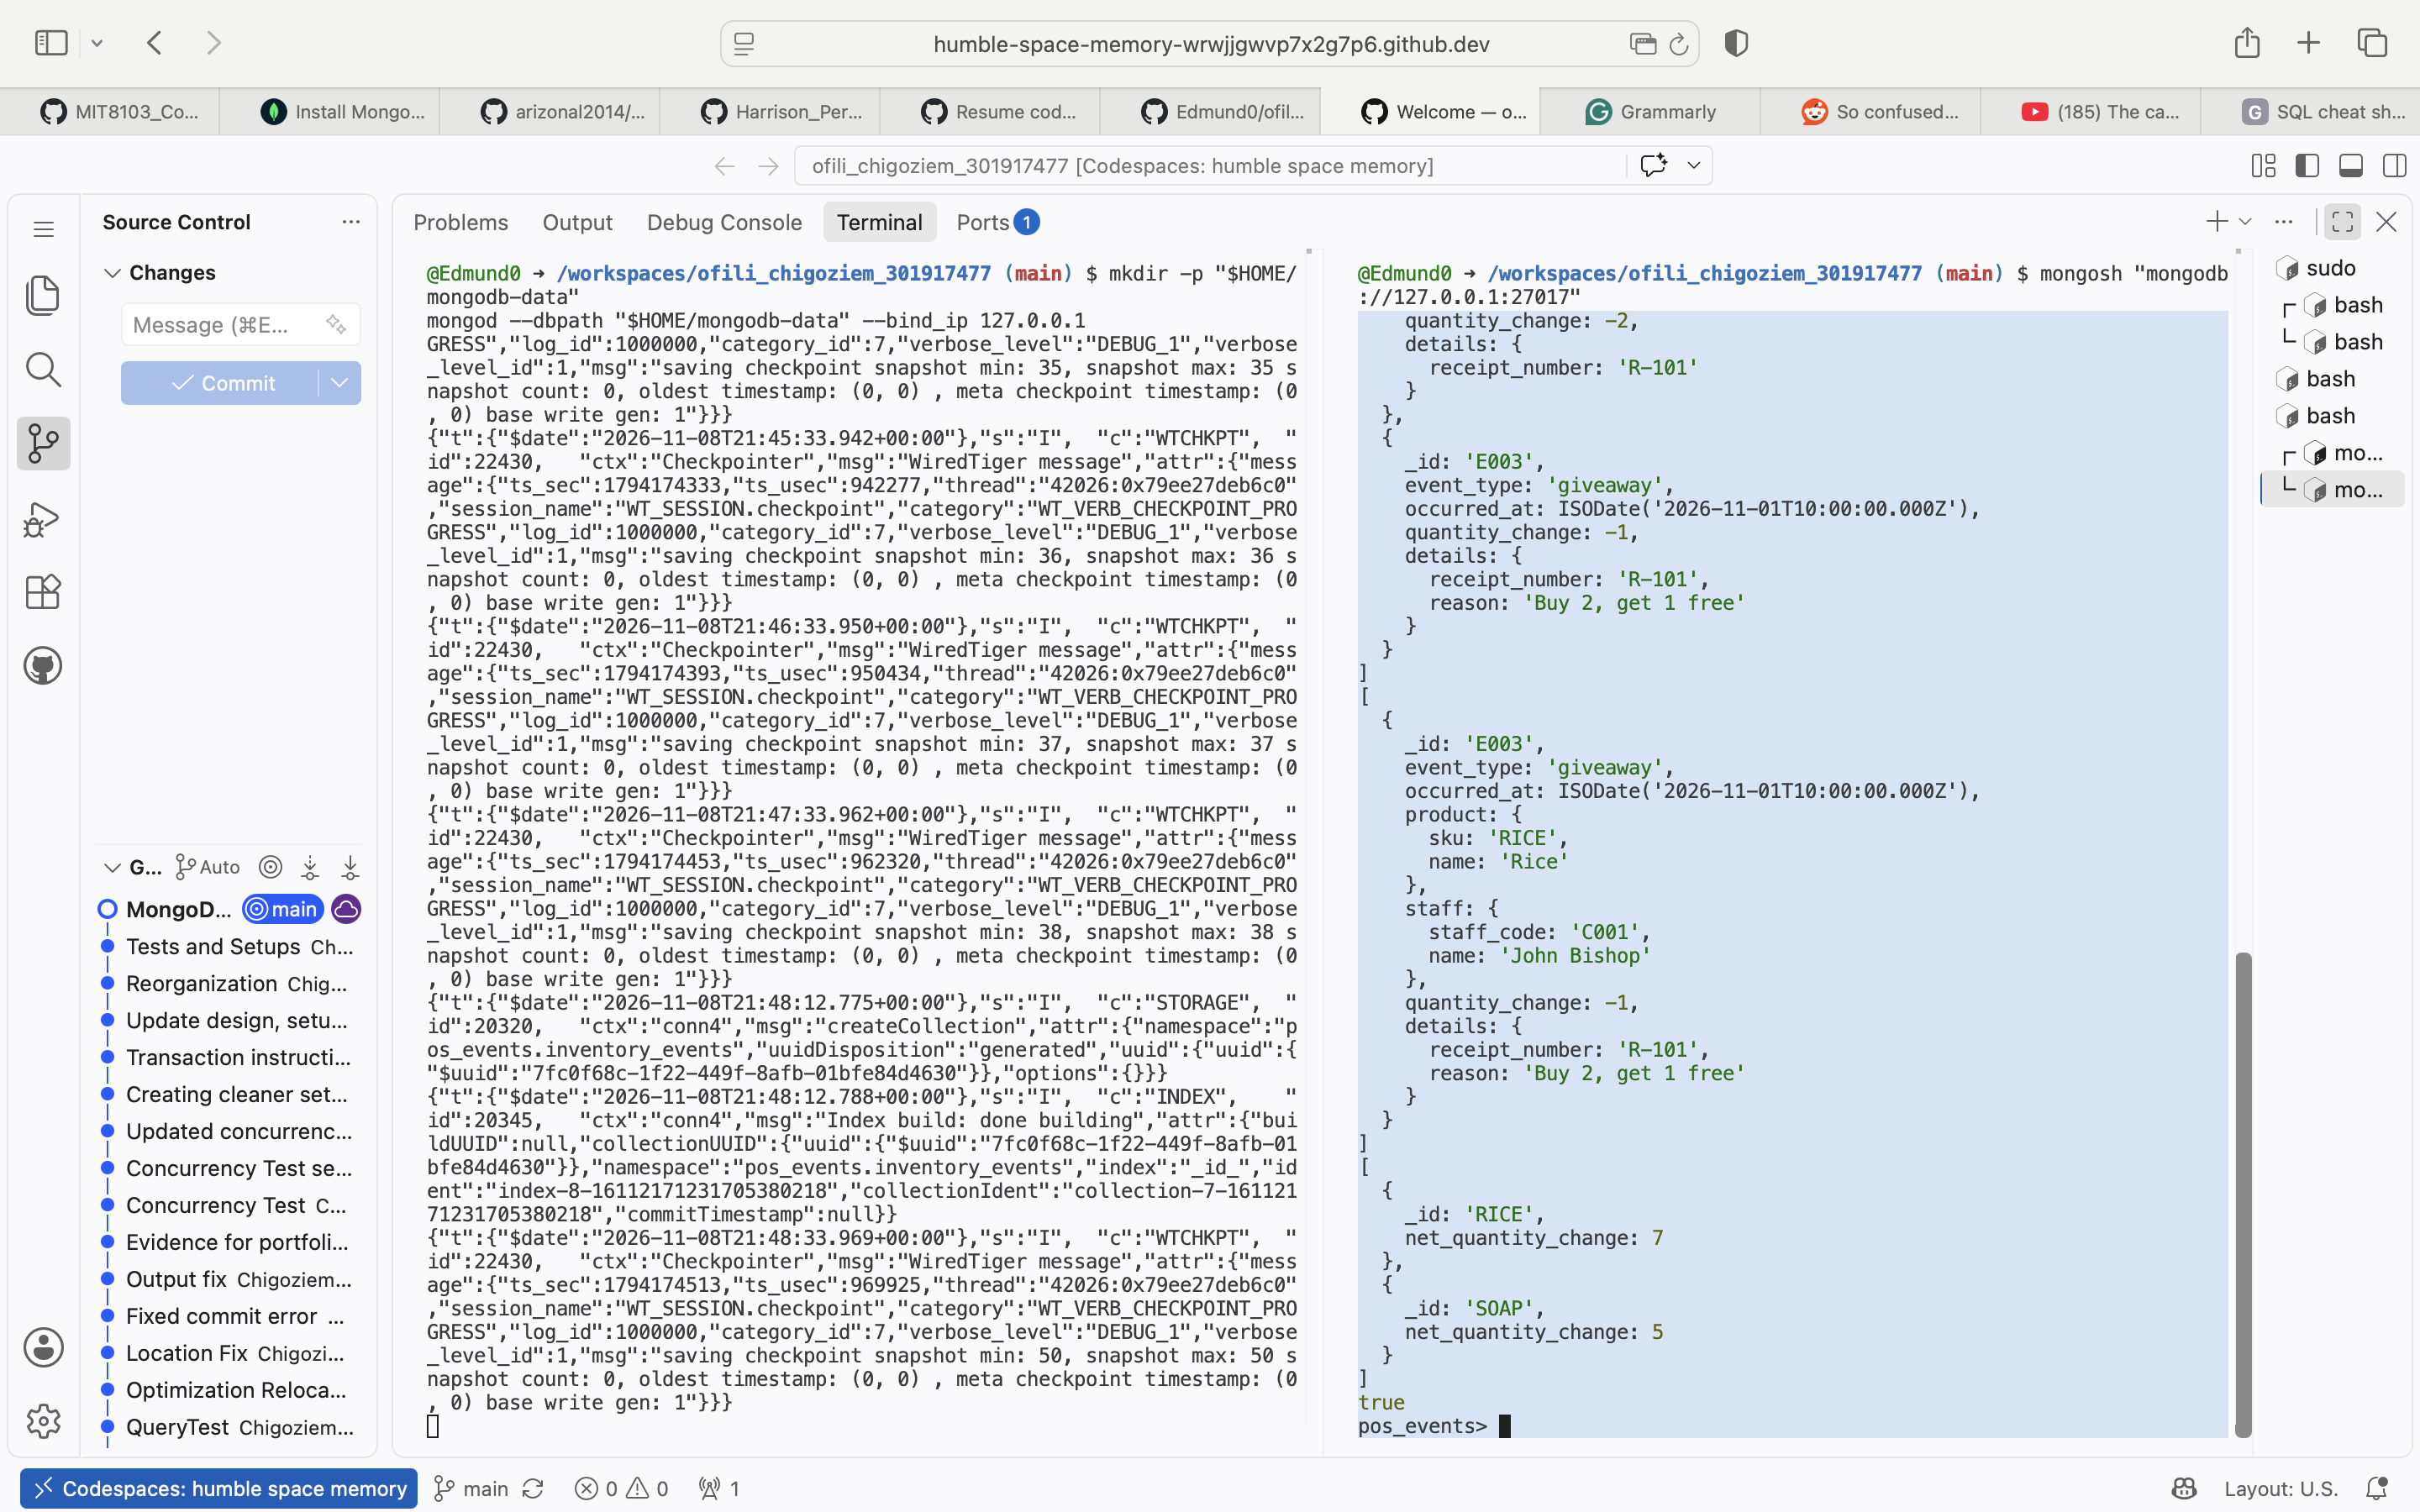 humble-space-memory-wrwjjgwvp7x2g7p6.github.dev
MIT8103_Co...
Install Mongo...
arizonal2014/...
Harrison_Per...
Resume cod...
Edmund0/ofil...
Welcome — o...
Grammarly
So confused...
(185) The ca...
G
SQL cheat sh...
ofili_chigoziem_301917477 [Codespaces: humble space memory]
Source Control
Changes
Message (⌘E...
Commit
G...
Auto
MongoD...
main
Tests and Setups Ch...
Reorganization Chig...
Update design, setu...
Transaction instructi...
Creating cleaner set...
Updated concurrenc...
Concurrency Test se...
Concurrency Test C...
Evidence for portfoli...
Output fix Chigoziem...
Fixed commit error ...
Location Fix Chigozi...
Optimization Reloca...
QueryTest Chigoziem...
Problems
Output
Debug Console
Terminal
Ports
1
@Edmund0 → /workspaces/ofili_chigoziem_301917477 (main) $ mkdir -p "$HOME/
mongodb-data"
mongod --dbpath "$HOME/mongodb-data" --bind_ip 127.0.0.1
GRESS","log_id":1000000,"category_id":7,"verbose_level":"DEBUG_1","verbose
_level_id":1,"msg":"saving checkpoint snapshot min: 35, snapshot max: 35 s
napshot count: 0, oldest timestamp: (0, 0) , meta checkpoint timestamp: (0
, 0) base write gen: 1"}}}
{"t":{"$date":"2026-11-08T21:45:33.942+00:00"},"s":"I",  "c":"WTCHKPT",  "
id":22430,   "ctx":"Checkpointer","msg":"WiredTiger message","attr":{"mess
age":{"ts_sec":1794174333,"ts_usec":942277,"thread":"42026:0x79ee27deb6c0"
,"session_name":"WT_SESSION.checkpoint","category":"WT_VERB_CHECKPOINT_PRO
GRESS","log_id":1000000,"category_id":7,"verbose_level":"DEBUG_1","verbose
_level_id":1,"msg":"saving checkpoint snapshot min: 36, snapshot max: 36 s
napshot count: 0, oldest timestamp: (0, 0) , meta checkpoint timestamp: (0
, 0) base write gen: 1"}}}
{"t":{"$date":"2026-11-08T21:46:33.950+00:00"},"s":"I",  "c":"WTCHKPT",  "
id":22430,   "ctx":"Checkpointer","msg":"WiredTiger message","attr":{"mess
age":{"ts_sec":1794174393,"ts_usec":950434,"thread":"42026:0x79ee27deb6c0"
,"session_name":"WT_SESSION.checkpoint","category":"WT_VERB_CHECKPOINT_PRO
GRESS","log_id":1000000,"category_id":7,"verbose_level":"DEBUG_1","verbose
_level_id":1,"msg":"saving checkpoint snapshot min: 37, snapshot max: 37 s
napshot count: 0, oldest timestamp: (0, 0) , meta checkpoint timestamp: (0
, 0) base write gen: 1"}}}
{"t":{"$date":"2026-11-08T21:47:33.962+00:00"},"s":"I",  "c":"WTCHKPT",  "
id":22430,   "ctx":"Checkpointer","msg":"WiredTiger message","attr":{"mess
age":{"ts_sec":1794174453,"ts_usec":962320,"thread":"42026:0x79ee27deb6c0"
,"session_name":"WT_SESSION.checkpoint","category":"WT_VERB_CHECKPOINT_PRO
GRESS","log_id":1000000,"category_id":7,"verbose_level":"DEBUG_1","verbose
_level_id":1,"msg":"saving checkpoint snapshot min: 38, snapshot max: 38 s
napshot count: 0, oldest timestamp: (0, 0) , meta checkpoint timestamp: (0
, 0) base write gen: 1"}}}
{"t":{"$date":"2026-11-08T21:48:12.775+00:00"},"s":"I",  "c":"STORAGE",  "
id":20320,   "ctx":"conn4","msg":"createCollection","attr":{"namespace":"p
os_events.inventory_events","uuidDisposition":"generated","uuid":{"uuid":{
"$uuid":"7fc0f68c-1f22-449f-8afb-01bfe84d4630"}},"options":{}}}
{"t":{"$date":"2026-11-08T21:48:12.788+00:00"},"s":"I",  "c":"INDEX",    "
id":20345,   "ctx":"conn4","msg":"Index build: done building","attr":{"bui
ldUUID":null,"collectionUUID":{"uuid":{"$uuid":"7fc0f68c-1f22-449f-8afb-01
bfe84d4630"}},"namespace":"pos_events.inventory_events","index":"_id_","id
ent":"index-8-16112171231705380218","collectionIdent":"collection-7-161121
71231705380218","commitTimestamp":null}}
{"t":{"$date":"2026-11-08T21:48:33.969+00:00"},"s":"I",  "c":"WTCHKPT",  "
id":22430,   "ctx":"Checkpointer","msg":"WiredTiger message","attr":{"mess
age":{"ts_sec":1794174513,"ts_usec":969925,"thread":"42026:0x79ee27deb6c0"
,"session_name":"WT_SESSION.checkpoint","category":"WT_VERB_CHECKPOINT_PRO
GRESS","log_id":1000000,"category_id":7,"verbose_level":"DEBUG_1","verbose
_level_id":1,"msg":"saving checkpoint snapshot min: 50, snapshot max: 50 s
napshot count: 0, oldest timestamp: (0, 0) , meta checkpoint timestamp: (0
, 0) base write gen: 1"}}}
@Edmund0 → /workspaces/ofili_chigoziem_301917477 (main) $ mongosh "mongodb
://127.0.0.1:27017"
    quantity_change: -2,
    details: {
      receipt_number: 'R-101'
    }
  },
  {
    _id: 'E003',
    event_type: 'giveaway',
    occurred_at: ISODate('2026-11-01T10:00:00.000Z'),
    quantity_change: -1,
    details: {
      receipt_number: 'R-101',
      reason: 'Buy 2, get 1 free'
    }
  }
]
[
  {
    _id: 'E003',
    event_type: 'giveaway',
    occurred_at: ISODate('2026-11-01T10:00:00.000Z'),
    product: {
      sku: 'RICE',
      name: 'Rice'
    },
    staff: {
      staff_code: 'C001',
      name: 'John Bishop'
    },
    quantity_change: -1,
    details: {
      receipt_number: 'R-101',
      reason: 'Buy 2, get 1 free'
    }
  }
]
[
  {
    _id: 'RICE',
    net_quantity_change: 7
  },
  {
    _id: 'SOAP',
    net_quantity_change: 5
  }
]
true
pos_events>
sudo
bash
bash
bash
bash
mo...
mo...
Codespaces: humble space memory
main
0
0
1
Layout: U.S.